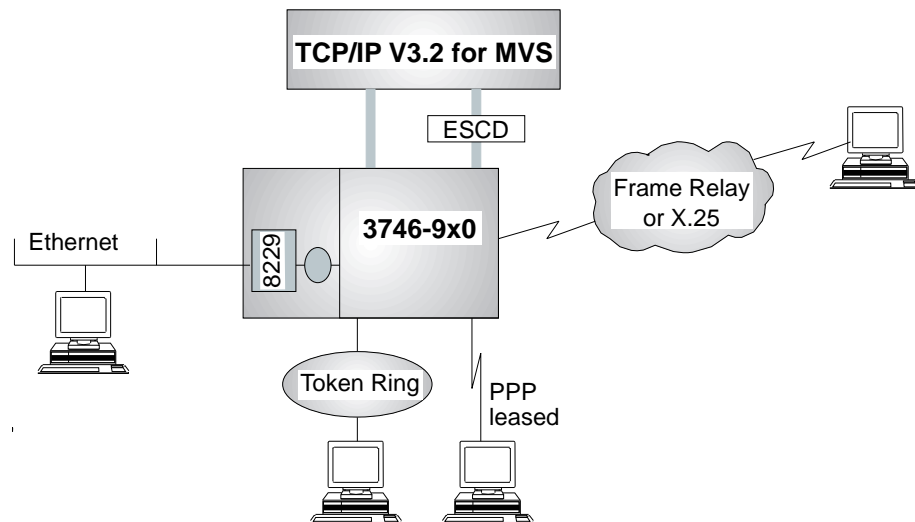 TCP/IP V3.2 for MVS
ESCD
Frame Relay
or X.25
3746-9x0
Ethernet
8229
Token Ring
PPP
leased